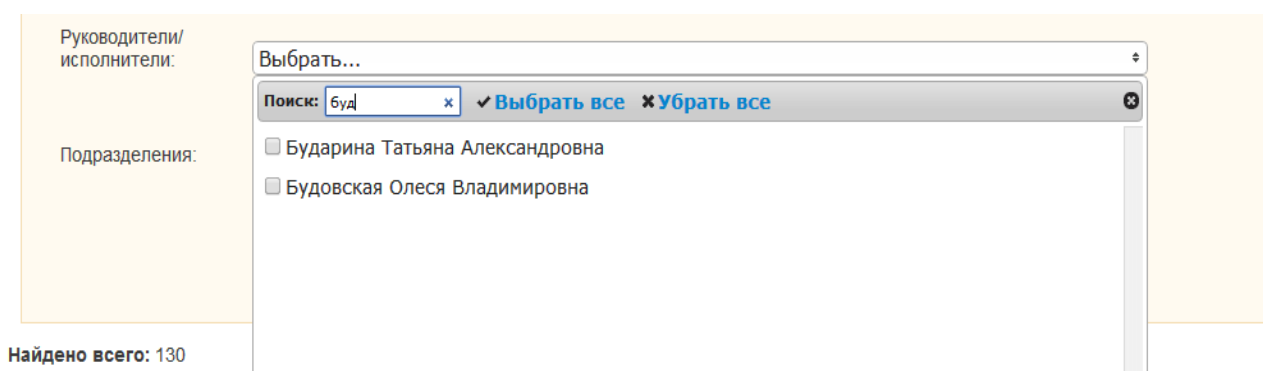 Руководители/
исполнители:
Выбрать...
Поиск: буд × ✔Выбрать все ✖Убрать все
Подразделения:
Бударина Татьяна Александровна
Будовская Олеся Владимировна
Найдено всего: 130